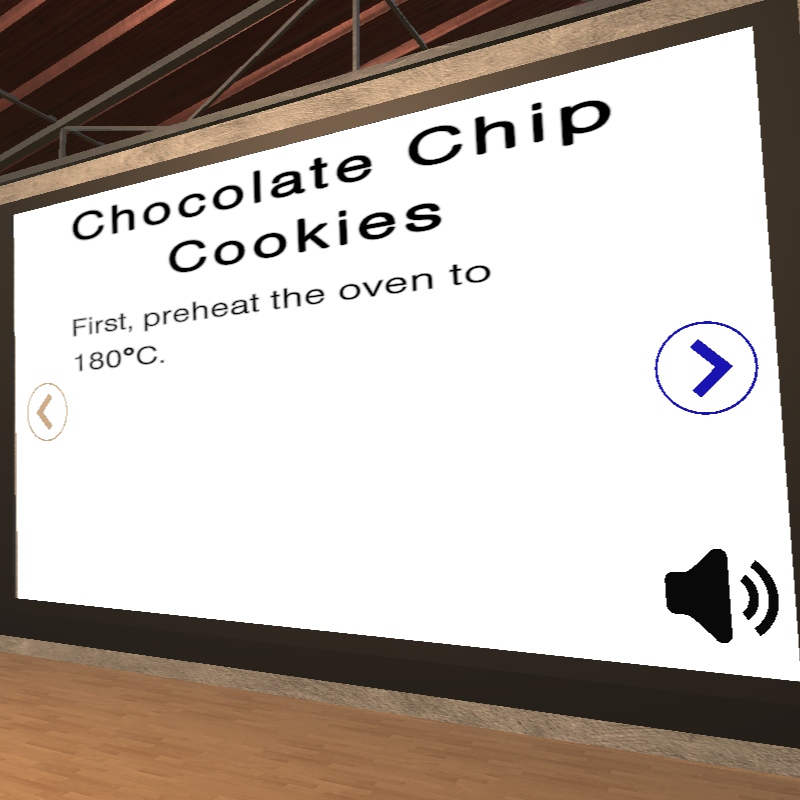 Chocolate Chip
Cookies
First, preheat the oven to
180°C.